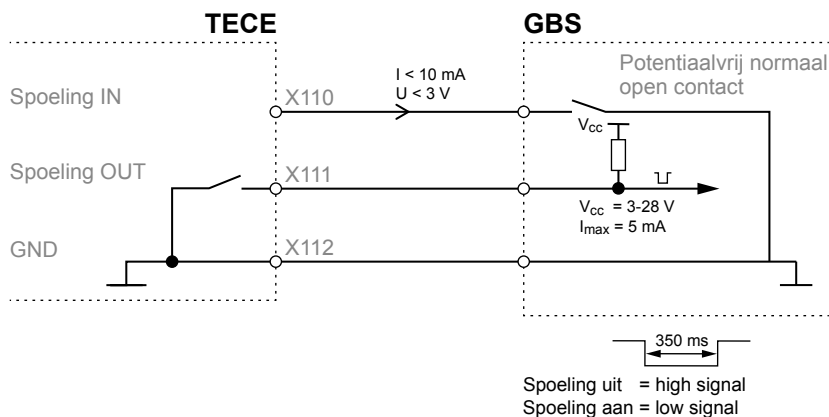 TECE
GBS
Spoeling IN
X110
I < 10 mA
U < 3 V
Potentiaalvrij normaal
open contact
Vcc
Spoeling OUT
X111
Vcc = 3-28 V
Imax = 5 mA
GND
X112
350 ms
Spoeling uit = high signal
Spoeling aan = low signal